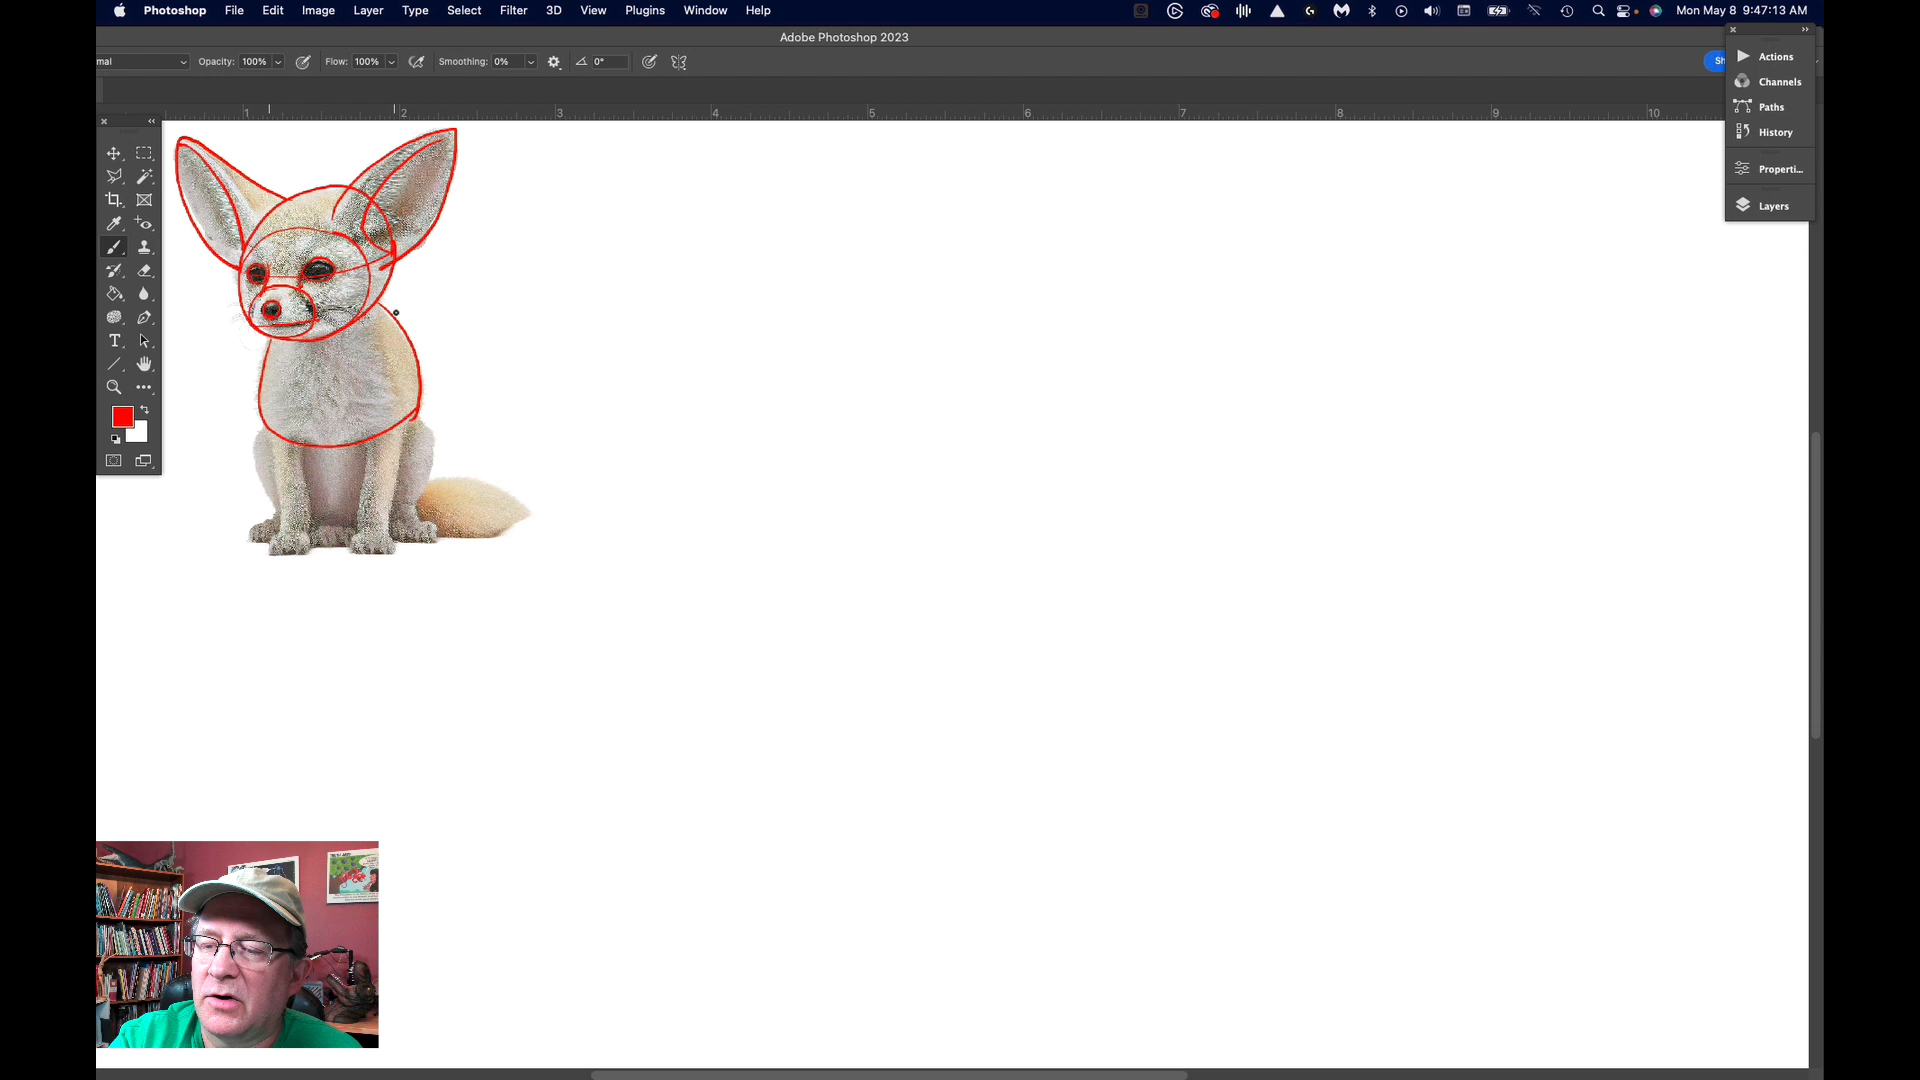 Photoshop File Edit Image Layer Type Select Filter 3D View Plugins Window Help Mon May 8 9:47:13 AM
Adobe Photoshop 2023
mal Opacity: 100% Flow: 100% Smoothing: 0% 0° Sh
Actions
Channels
Paths
History
Properti...
Layers
1 2 3 4 5 6 7 8 9 10